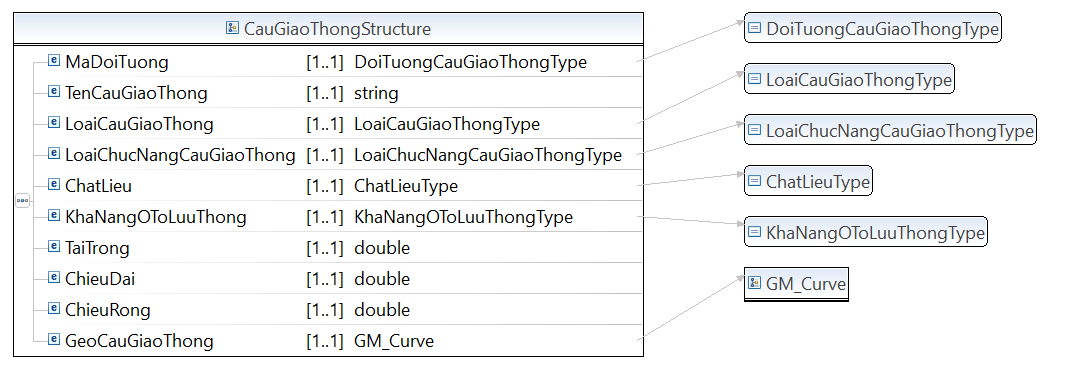 CauGiaoThongStructure
MaDoiTuong [1..1] DoiTuongCauGiaoThongType
TenCauGiaoThong [1..1] string
LoaiCauGiaoThong [1..1] LoaiCauGiaoThongType
LoaiChucNangCauGiaoThong [1..1] LoaiChucNangCauGiaoThongType
ChatLieu [1..1] ChatLieuType
KhaNangOToLuuThong [1..1] KhaNangOToLuuThongType
TaiTrong [1..1] double
ChieuDai [1..1] double
ChieuRong [1..1] double
GeoCauGiaoThong [1..1] GM_Curve
DoiTuongCauGiaoThongType
LoaiCauGiaoThongType
LoaiChucNangCauGiaoThongType
ChatLieuType
KhaNangOToLuuThongType
GM_Curve